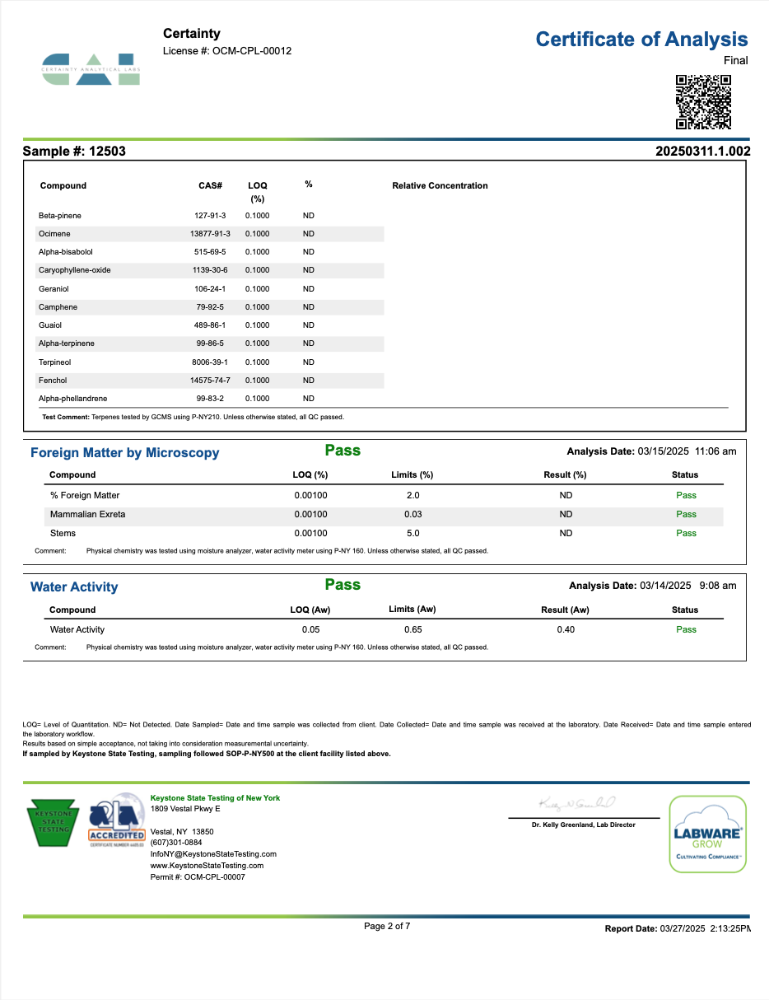 Certainty
License #: OCM-CPL-00012
Certificate of Analysis
Final
CERTAINTY ANALYTICAL LABS
Sample #: 12503 20250311.1.002
Compound CAS# LOQ (%) % Relative Concentration
Beta-pinene 127-91-3 0.1000 ND
Ocimene 13877-91-3 0.1000 ND
Alpha-bisabolol 515-69-5 0.1000 ND
Caryophyllene-oxide 1139-30-6 0.1000 ND
Geraniol 106-24-1 0.1000 ND
Camphene 79-92-5 0.1000 ND
Guaiol 489-86-1 0.1000 ND
Alpha-terpinene 99-86-5 0.1000 ND
Terpineol 8006-39-1 0.1000 ND
Fenchol 14575-74-7 0.1000 ND
Alpha-phellandrene 99-83-2 0.1000 ND
Test Comment: Terpenes tested by GCMS using P-NY210. Unless otherwise stated, all QC passed.
Foreign Matter by Microscopy Pass Analysis Date: 03/15/2025 11:06 am
Compound LOQ (%) Limits (%) Result (%) Status
% Foreign Matter 0.00100 2.0 ND Pass
Mammalian Exreta 0.00100 0.03 ND Pass
Stems 0.00100 5.0 ND Pass
Comment: Physical chemistry was tested using moisture analyzer, water activity meter using P-NY 160. Unless otherwise stated, all QC passed.
Water Activity Pass Analysis Date: 03/14/2025 9:08 am
Compound LOQ (Aw) Limits (Aw) Result (Aw) Status
Water Activity 0.05 0.65 0.40 Pass
Comment: Physical chemistry was tested using moisture analyzer, water activity meter using P-NY 160. Unless otherwise stated, all QC passed.
LOQ= Level of Quantitation. ND= Not Detected. Date Sampled= Date and time sample was collected from client. Date Collected= Date and time sample was received at the laboratory. Date Received= Date and time sample entered
the laboratory workflow.
Results based on simple acceptance, not taking into consideration measuremental uncertainty.
If sampled by Keystone State Testing, sampling followed SOP-P-NY500 at the client facility listed above.
KEYSTONE
STATE
TESTING
a2la
ACCREDITED
CERTIFICATE NUMBER
Keystone State Testing of New York
1809 Vestal Pkwy E
Vestal, NY 13850
(607)301-0884
InfoNY@KeystoneStateTesting.com
www.KeystoneStateTesting.com
Permit #: OCM-CPL-00007
Dr. Kelly Greenland, Lab Director
LABWARE
GROW
CULTIVATING COMPLIANCE™
Page 2 of 7
Report Date: 03/27/2025 2:13:25PM